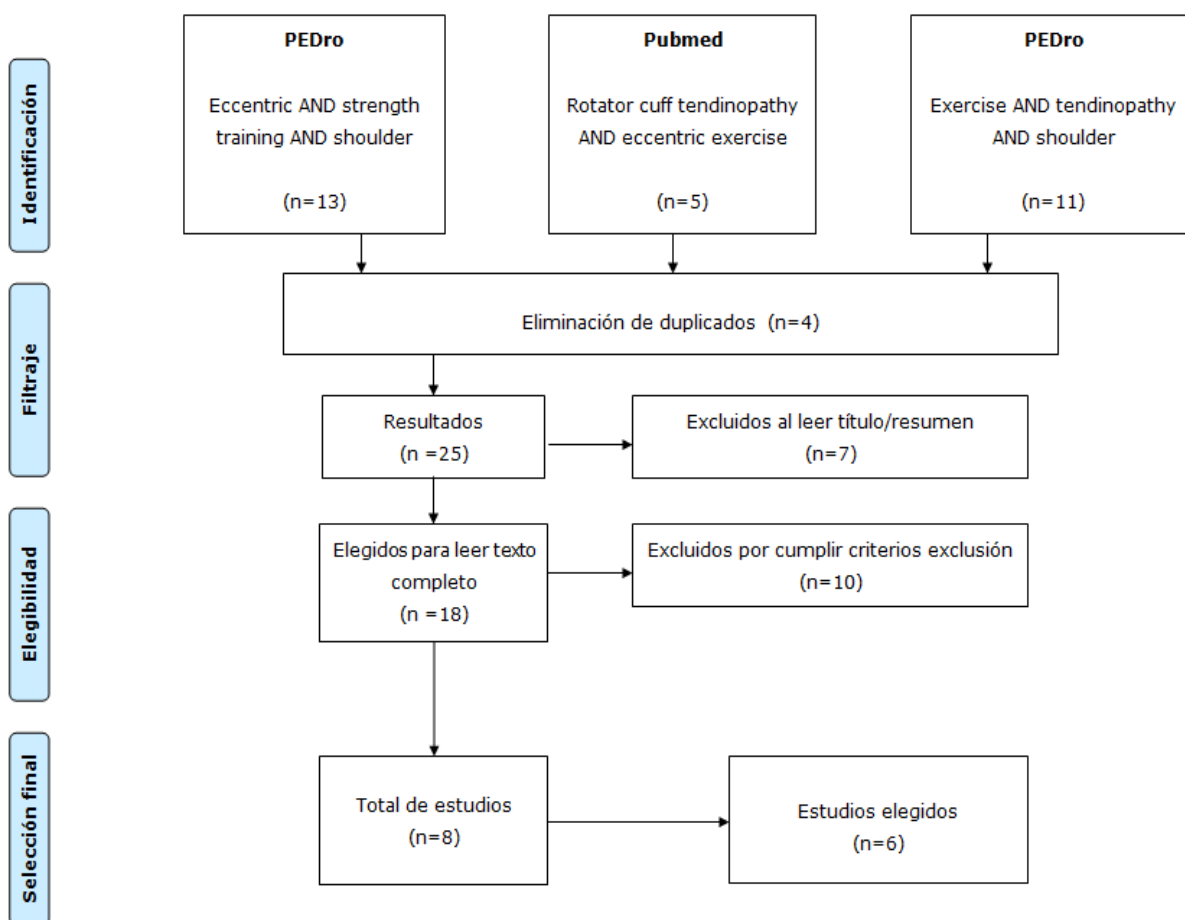 Identificación
PEDro
Eccentric AND strength
training AND shoulder
(n=13)
Pubmed
Rotator cuff tendinopathy
AND eccentric exercise
(n=5)
PEDro
Exercise AND tendinopathy
AND shoulder
(n=11)
Filtraje
Eliminación de duplicados (n=4)
Resultados
(n =25)
Excluidos al leer título/resumen
(n=7)
Elegibilidad
Elegidos para leer texto
completo
(n =18)
Excluidos por cumplir criterios exclusión
(n=10)
Selección final
Total de estudios
(n=8)
Estudios elegidos
(n=6)